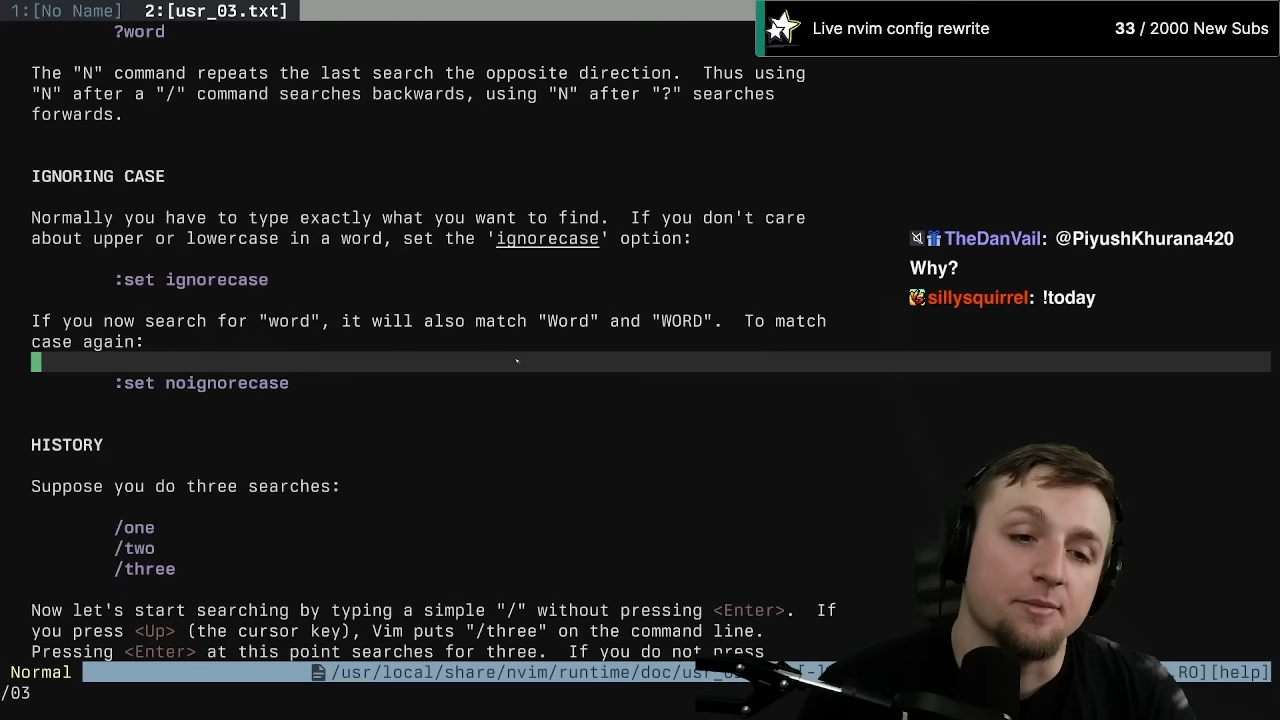 1:[No Name]  2:[usr_03.txt]
Live nvim config rewrite
33 / 2000 New Subs
?word
The "N" command repeats the last search the opposite direction.  Thus using
"N" after a "/" command searches backwards, using "N" after "?" searches
forwards.
IGNORING CASE
Normally you have to type exactly what you want to find.  If you don't care
about upper or lowercase in a word, set the 'ignorecase' option:
:set ignorecase
If you now search for "word", it will also match "Word" and "WORD".  To match
case again:
:set noignorecase
HISTORY
Suppose you do three searches:
/one
/two
/three
Now let's start searching by typing a simple "/" without pressing <Enter>.  If
you press <Up> (the cursor key), Vim puts "/three" on the command line.
Pressing <Enter> at this point searches for three.  If you do not press
TheDanVail: @PiyushKhurana420
Why?
sillysquirrel: !today
Normal
/usr/local/share/nvim/runtime/doc/usr_0 [-] RO][help]
/03